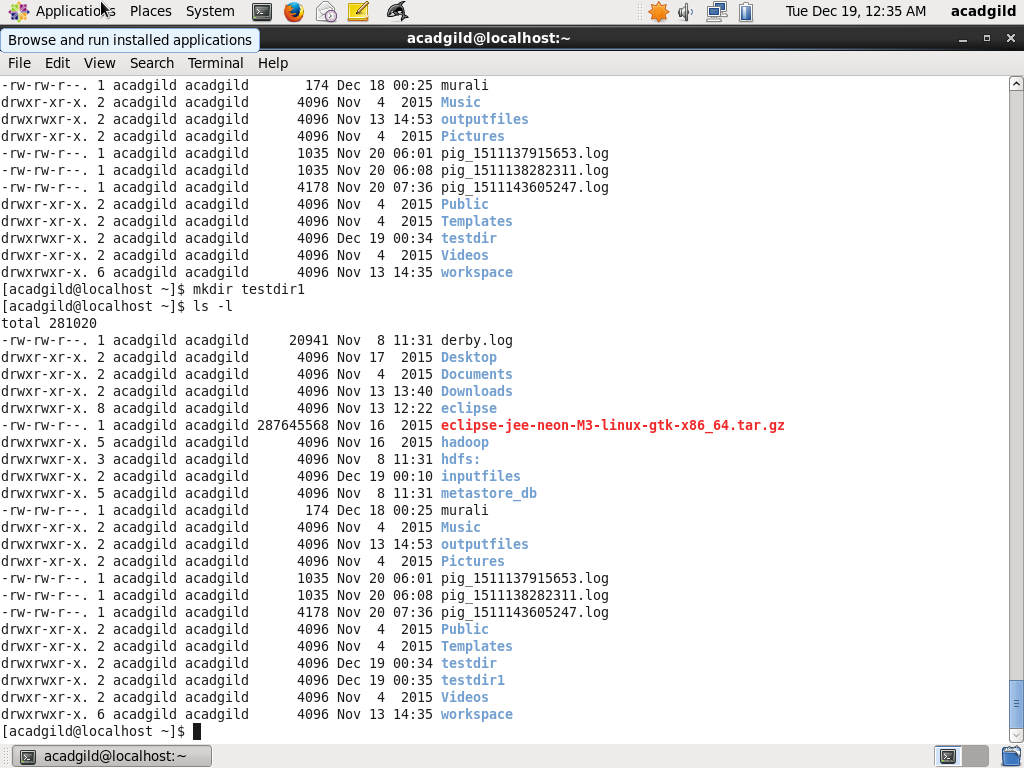 Applications Places System Tue Dec 19, 12:35 AM acadgild
Browse and run installed applications
acadgild@localhost:~
File Edit View Search Terminal Help
-rw-rw-r--. 1 acadgild acadgild       174 Dec 18 00:25 murali
drwxr-xr-x. 2 acadgild acadgild      4096 Nov  4  2015 Music
drwxrwxr-x. 2 acadgild acadgild      4096 Nov 13 14:53 outputfiles
drwxr-xr-x. 2 acadgild acadgild      4096 Nov  4  2015 Pictures
-rw-rw-r--. 1 acadgild acadgild      1035 Nov 20 06:01 pig_1511137915653.log
-rw-rw-r--. 1 acadgild acadgild      1035 Nov 20 06:08 pig_1511138282311.log
-rw-rw-r--. 1 acadgild acadgild      4178 Nov 20 07:36 pig_1511143605247.log
drwxr-xr-x. 2 acadgild acadgild      4096 Nov  4  2015 Public
drwxr-xr-x. 2 acadgild acadgild      4096 Nov  4  2015 Templates
drwxrwxr-x. 2 acadgild acadgild      4096 Dec 19 00:34 testdir
drwxr-xr-x. 2 acadgild acadgild      4096 Nov  4  2015 Videos
drwxrwxr-x. 6 acadgild acadgild      4096 Nov 13 14:35 workspace
[acadgild@localhost ~]$ mkdir testdir1
[acadgild@localhost ~]$ ls -l
total 281020
-rw-rw-r--. 1 acadgild acadgild     20941 Nov  8 11:31 derby.log
drwxr-xr-x. 2 acadgild acadgild      4096 Nov 17  2015 Desktop
drwxr-xr-x. 2 acadgild acadgild      4096 Nov  4  2015 Documents
drwxr-xr-x. 2 acadgild acadgild      4096 Nov 13 13:40 Downloads
drwxrwxr-x. 8 acadgild acadgild      4096 Nov 13 12:22 eclipse
-rw-rw-r--. 1 acadgild acadgild 287645568 Nov 16  2015 eclipse-jee-neon-M3-linux-gtk-x86_64.tar.gz
drwxrwxr-x. 5 acadgild acadgild      4096 Nov 16  2015 hadoop
drwxrwxr-x. 3 acadgild acadgild      4096 Nov  8 11:31 hdfs:
drwxrwxr-x. 2 acadgild acadgild      4096 Dec 19 00:10 inputfiles
drwxrwxr-x. 5 acadgild acadgild      4096 Nov  8 11:31 metastore_db
-rw-rw-r--. 1 acadgild acadgild       174 Dec 18 00:25 murali
drwxr-xr-x. 2 acadgild acadgild      4096 Nov  4  2015 Music
drwxrwxr-x. 2 acadgild acadgild      4096 Nov 13 14:53 outputfiles
drwxr-xr-x. 2 acadgild acadgild      4096 Nov  4  2015 Pictures
-rw-rw-r--. 1 acadgild acadgild      1035 Nov 20 06:01 pig_1511137915653.log
-rw-rw-r--. 1 acadgild acadgild      1035 Nov 20 06:08 pig_1511138282311.log
-rw-rw-r--. 1 acadgild acadgild      4178 Nov 20 07:36 pig_1511143605247.log
drwxr-xr-x. 2 acadgild acadgild      4096 Nov  4  2015 Public
drwxr-xr-x. 2 acadgild acadgild      4096 Nov  4  2015 Templates
drwxrwxr-x. 2 acadgild acadgild      4096 Dec 19 00:34 testdir
drwxrwxr-x. 2 acadgild acadgild      4096 Dec 19 00:35 testdir1
drwxr-xr-x. 2 acadgild acadgild      4096 Nov  4  2015 Videos
drwxrwxr-x. 6 acadgild acadgild      4096 Nov 13 14:35 workspace
[acadgild@localhost ~]$
acadgild@localhost:~